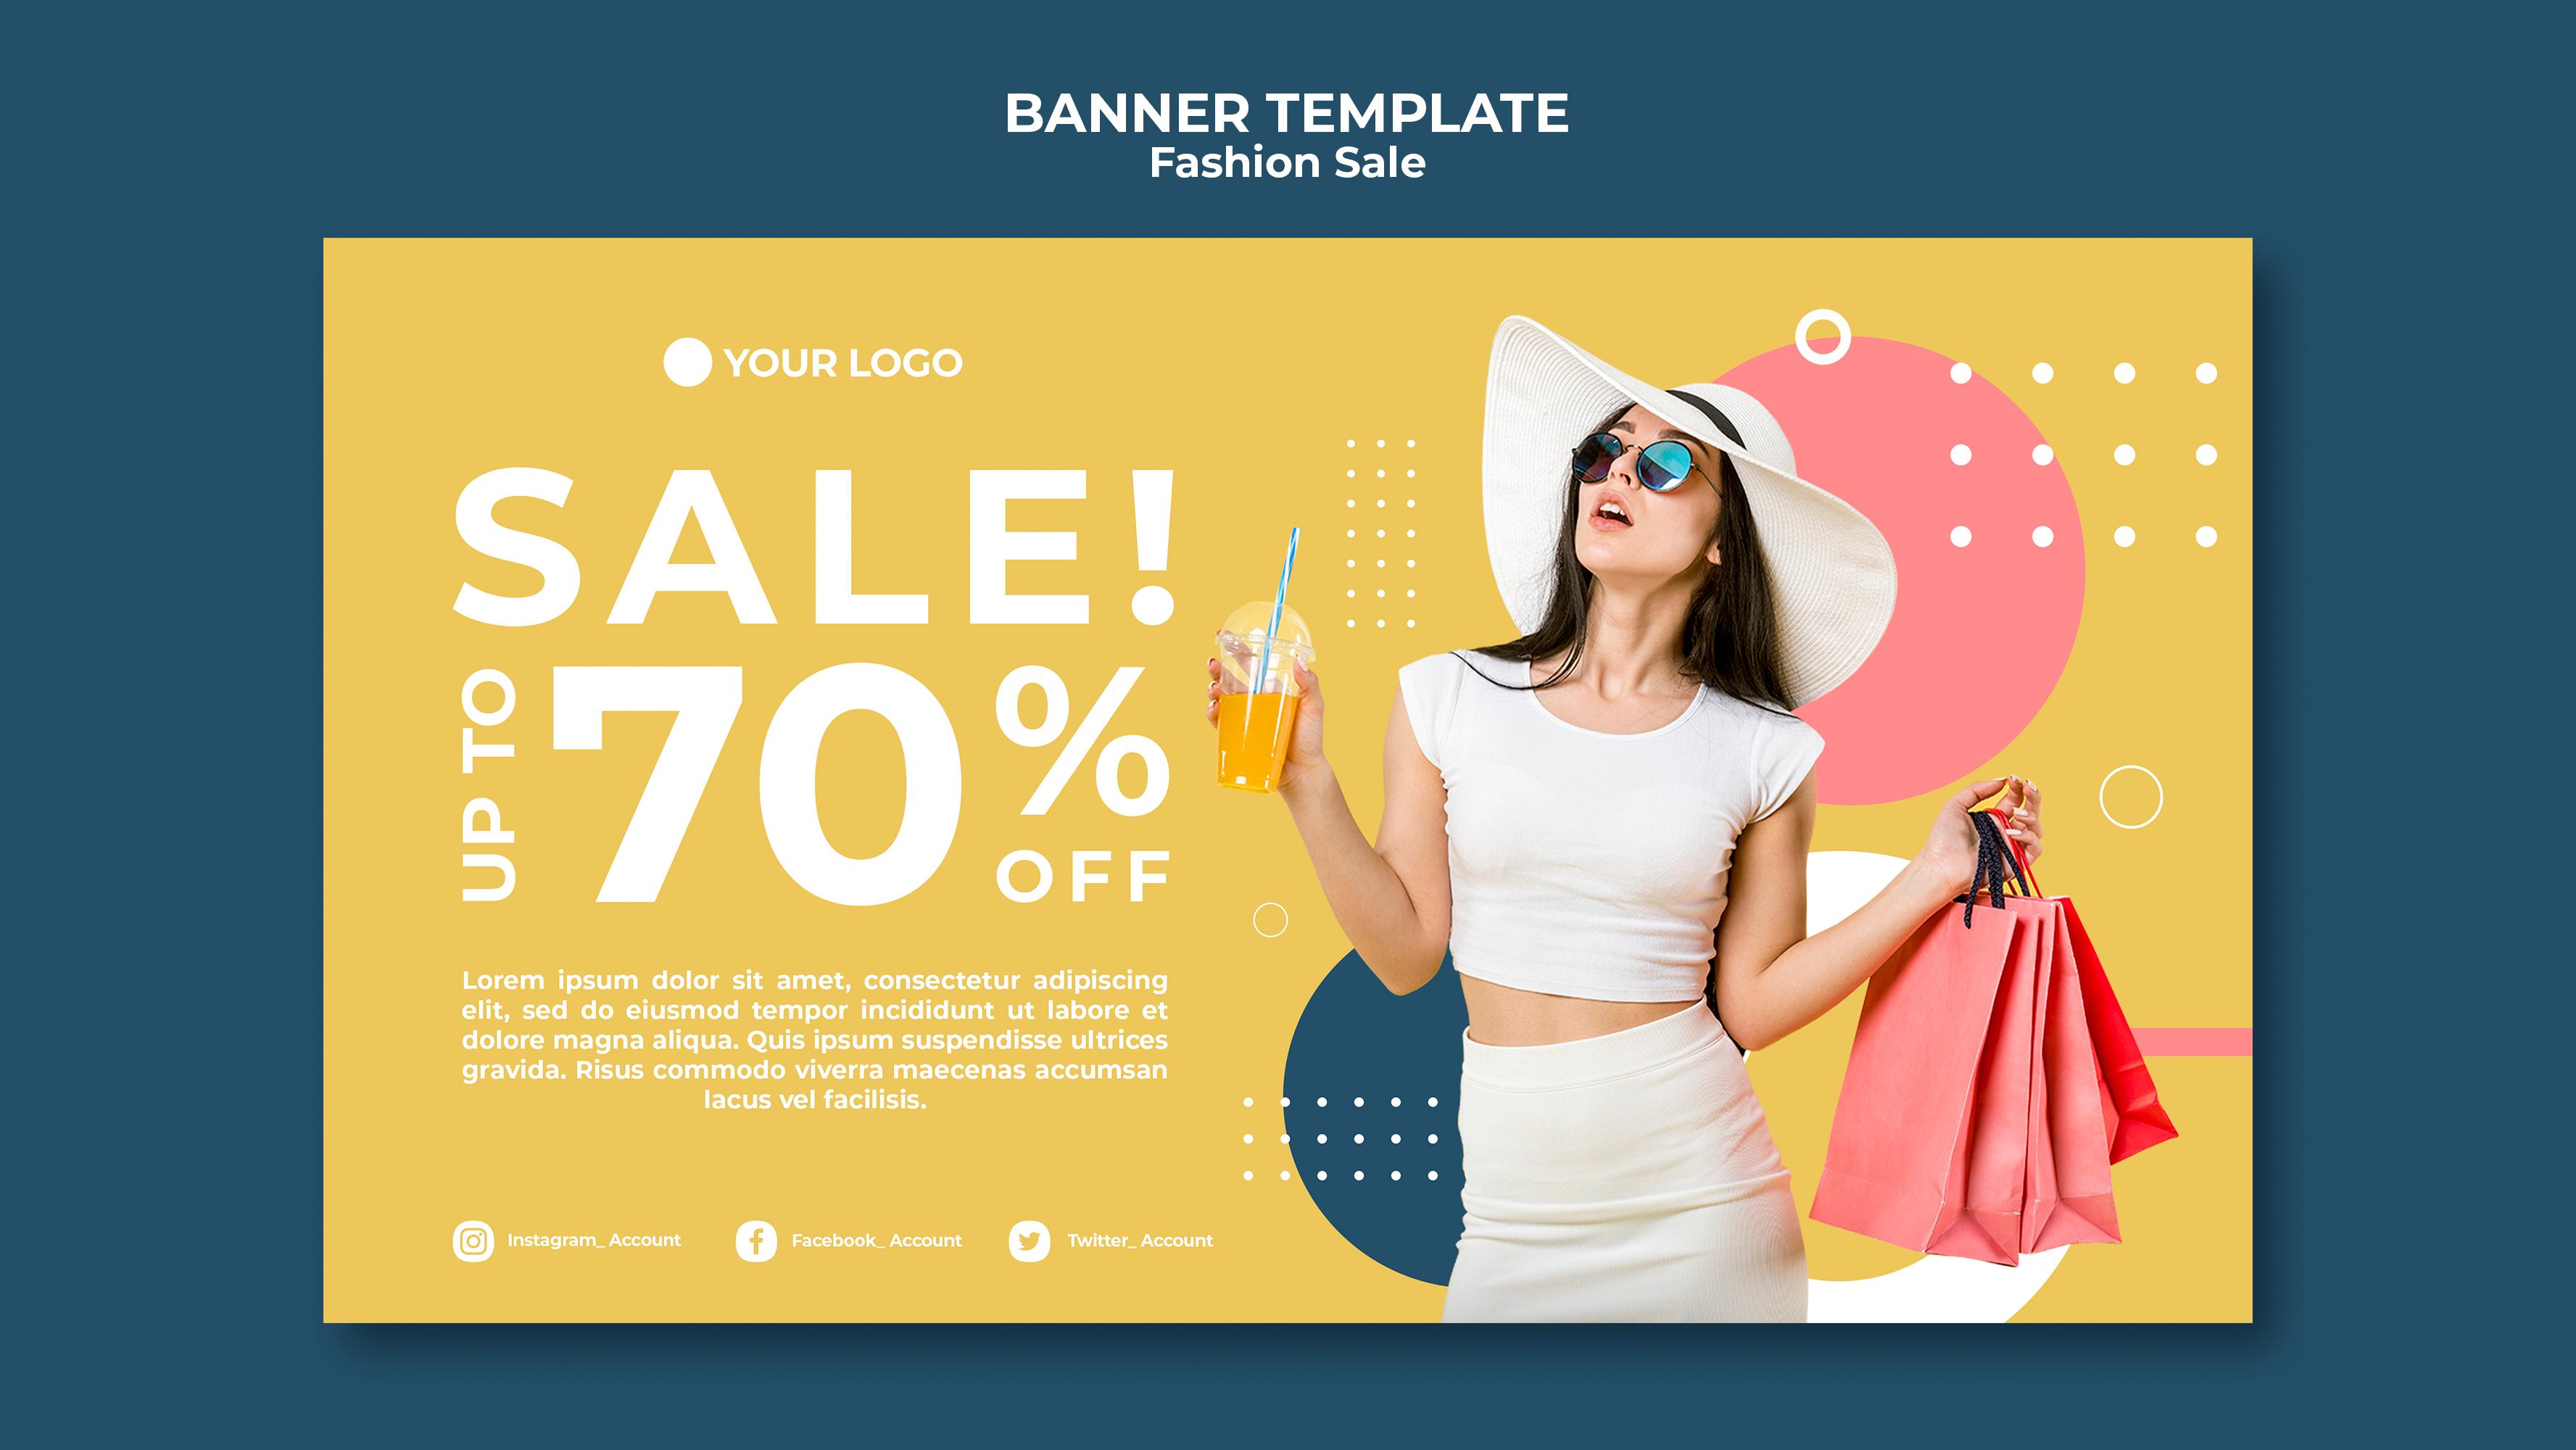 BANNER TEMPLATE
Fashion Sale
YOUR LOGO
SALE!
UP TO
70%
OFF
Lorem ipsum dolor sit amet, consectetur adipiscing
elit, sed do eiusmod tempor incididunt ut labore et
dolore magna aliqua. Quis ipsum suspendisse ultrices
gravida. Risus commodo viverra maecenas accumsan
lacus vel facilisis.
Instagram_ Account
Facebook_ Account
Twitter_ Account